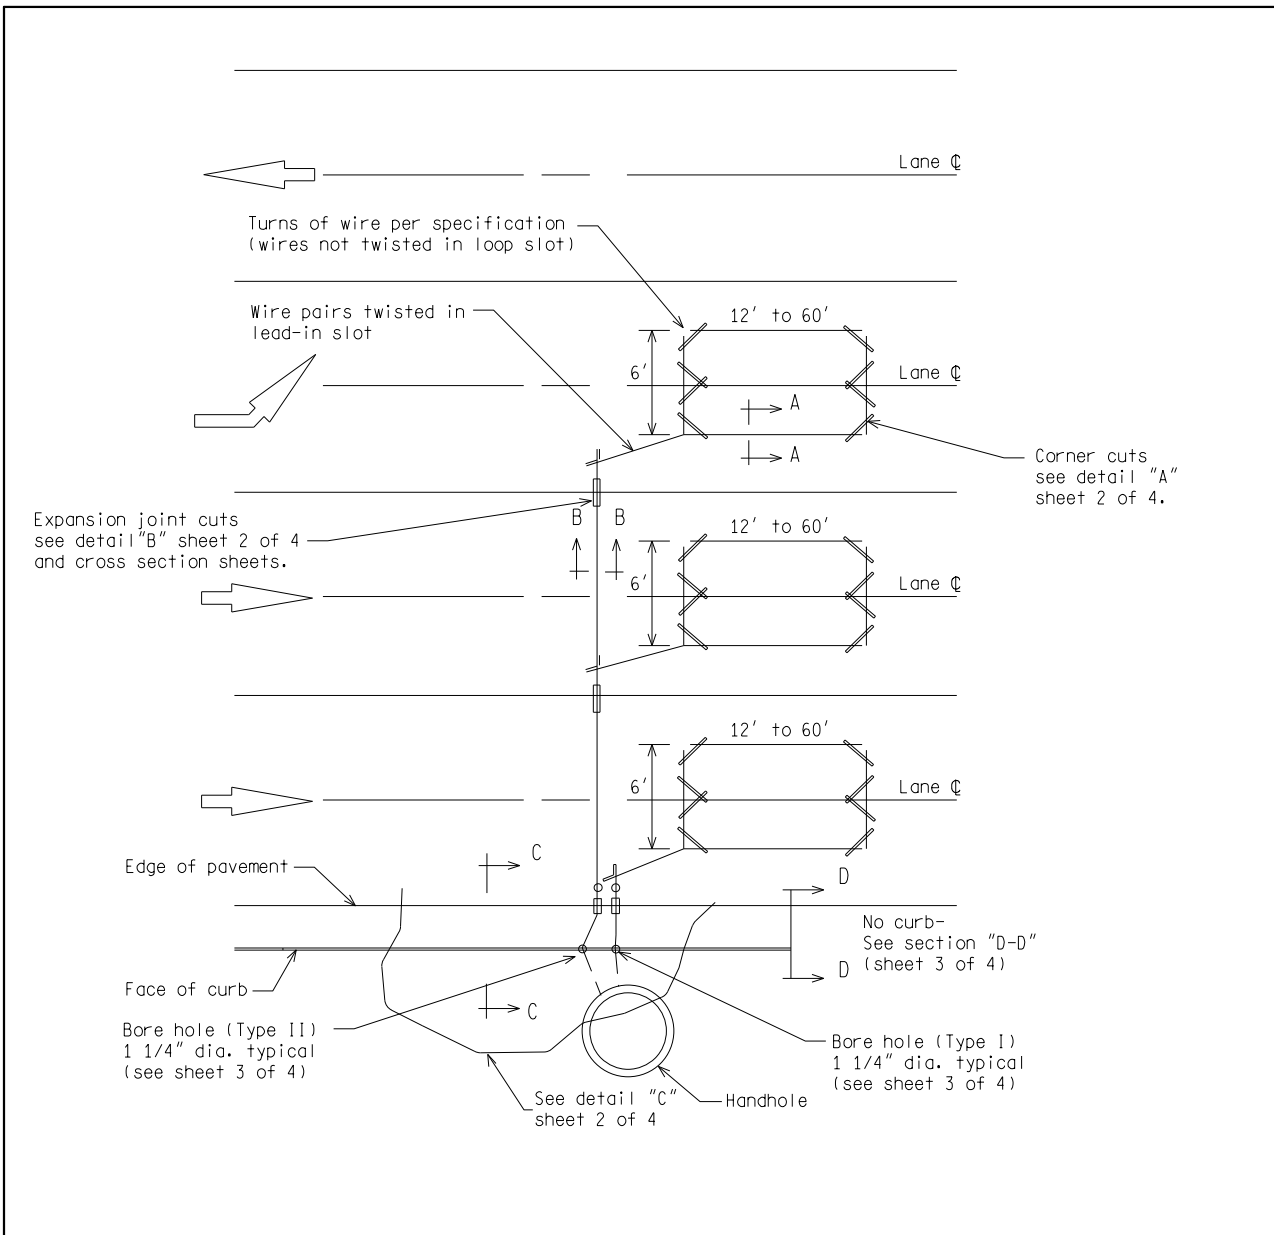 Lane ℄
Turns of wire per specification
(wires not twisted in loop slot)
Wire pairs twisted in
lead-in slot
12' to 60'
6'
Lane ℄
A
A
Corner cuts
see detail "A"
sheet 2 of 4.
Expansion joint cuts
see detail"B" sheet 2 of 4
and cross section sheets.
B B
12' to 60'
6'
Lane ℄
12' to 60'
6'
Lane ℄
Edge of pavement
C
D
No curb-
See section "D-D"
(sheet 3 of 4)
D
Face of curb
C
Bore hole (Type II)
1 1/4" dia. typical
(see sheet 3 of 4)
Bore hole (Type I)
1 1/4" dia. typical
(see sheet 3 of 4)
See detail "C"
sheet 2 of 4
Handhole